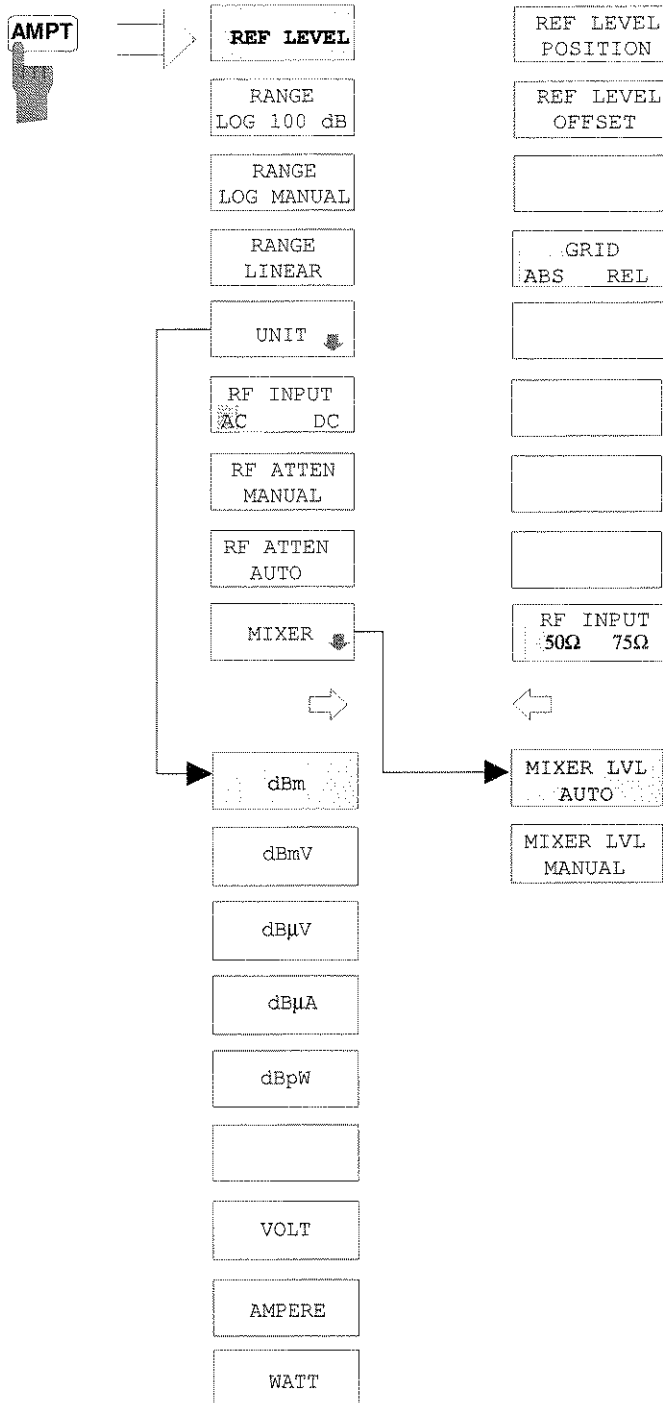 AMPT
REF LEVEL
RANGE
LOG 100 dB
RANGE
LOG MANUAL
RANGE
LINEAR
UNIT
RF INPUT
AC DC
RF ATTEN
MANUAL
RF ATTEN
AUTO
MIXER
dBm
dBmV
dBµV
dBµA
dBpW
VOLT
AMPERE
WATT
REF LEVEL
POSITION
REF LEVEL
OFFSET
GRID
ABS REL
RF INPUT
50Ω 75Ω
MIXER LVL
AUTO
MIXER LVL
MANUAL